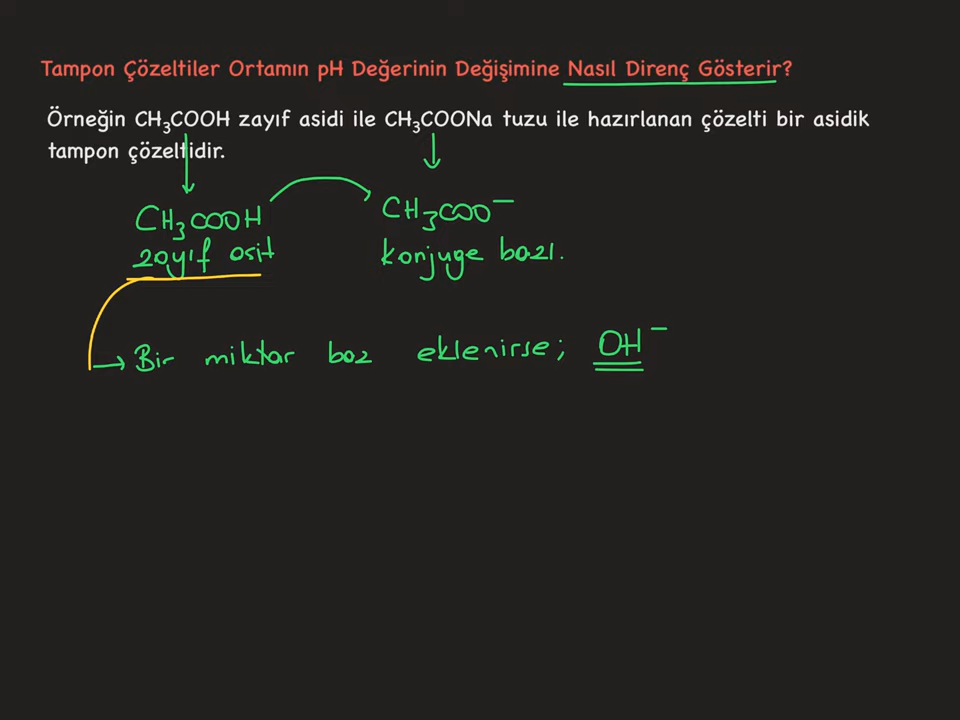 Tampon Çözeltiler Ortamın pH Değerinin Değişimine Nasıl Direnç Gösterir?
Örneğin CH₃COOH zayıf asidi ile CH₃COONa tuzu ile hazırlanan çözelti bir asidik
tampon çözeltidir.
CH₃COOH CH₃COO⁻
zayıf asit konjuge bazı.
→ Bir miktar baz eklenirse; OH⁻